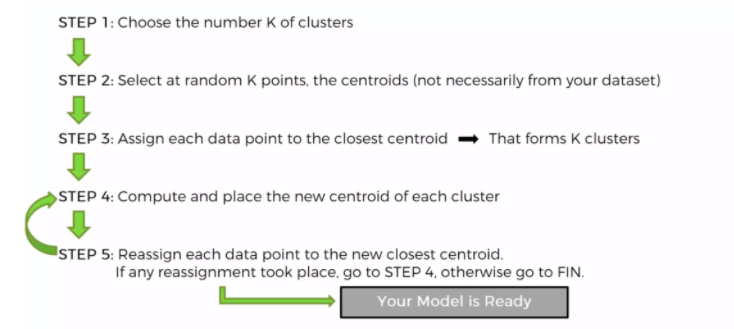 STEP 1: Choose the number K of clusters
STEP 2: Select at random K points, the centroids (not necessarily from your dataset)
STEP 3: Assign each data point to the closest centroid ➡ That forms K clusters
STEP 4: Compute and place the new centroid of each cluster
STEP 5: Reassign each data point to the new closest centroid.
If any reassignment took place, go to STEP 4, otherwise go to FIN.
Your Model is Ready